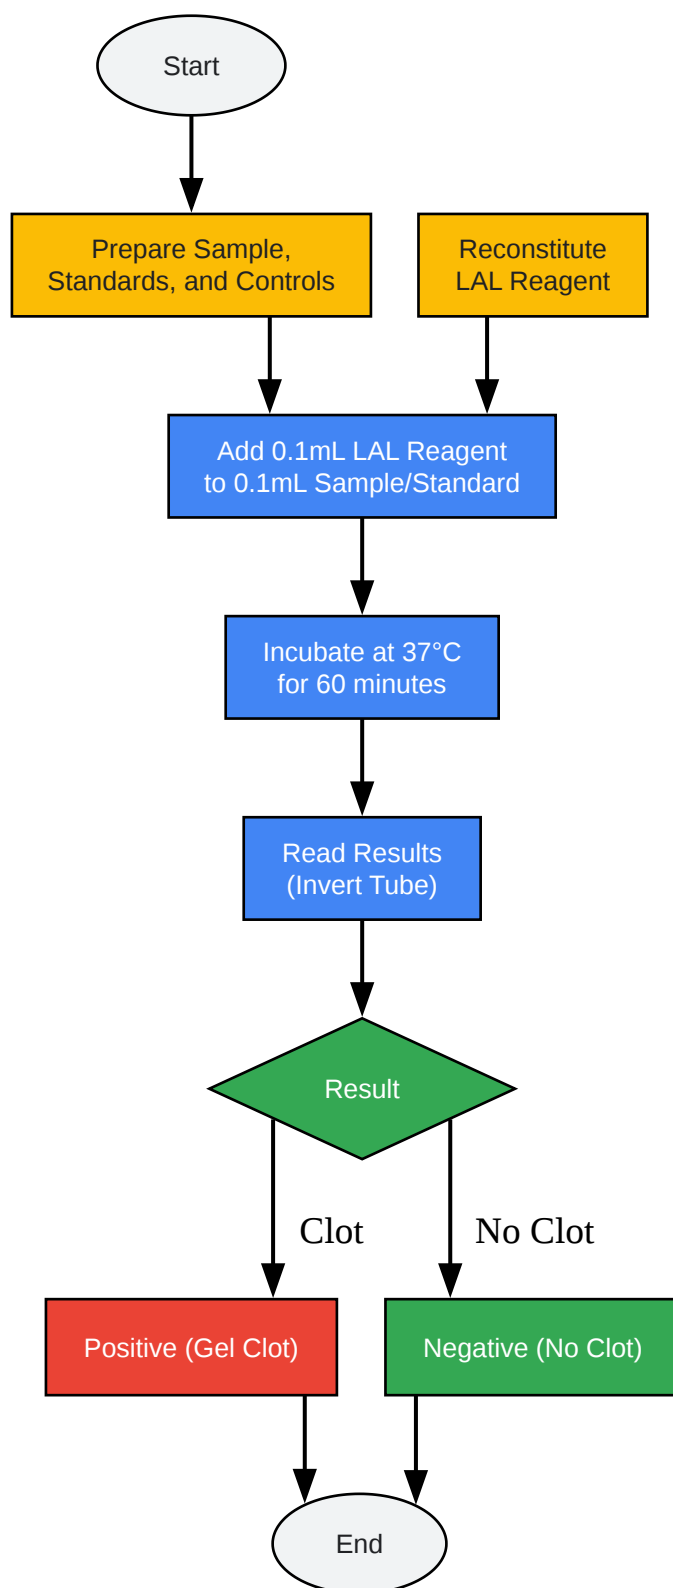 Start
Prepare Sample,
Standards, and Controls
Reconstitute
LAL Reagent
Add 0.1mL LAL Reagent
to 0.1mL Sample/Standard
Incubate at 37°C
for 60 minutes
Read Results
(Invert Tube)
Result
Clot
No Clot
Positive (Gel Clot)
Negative (No Clot)
End